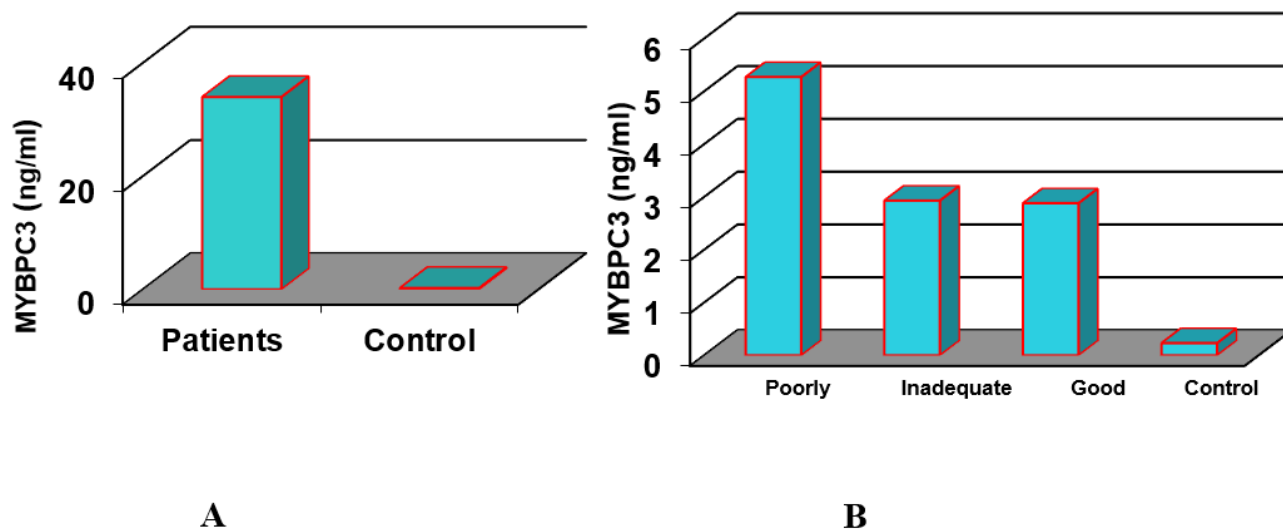 MYBPC3 (ng/ml)
40
20
0
Patients
Control
A
MYBPC3 (ng/ml)
6
5
4
3
2
1
0
Poorly
Inadequate
Good
Control
B